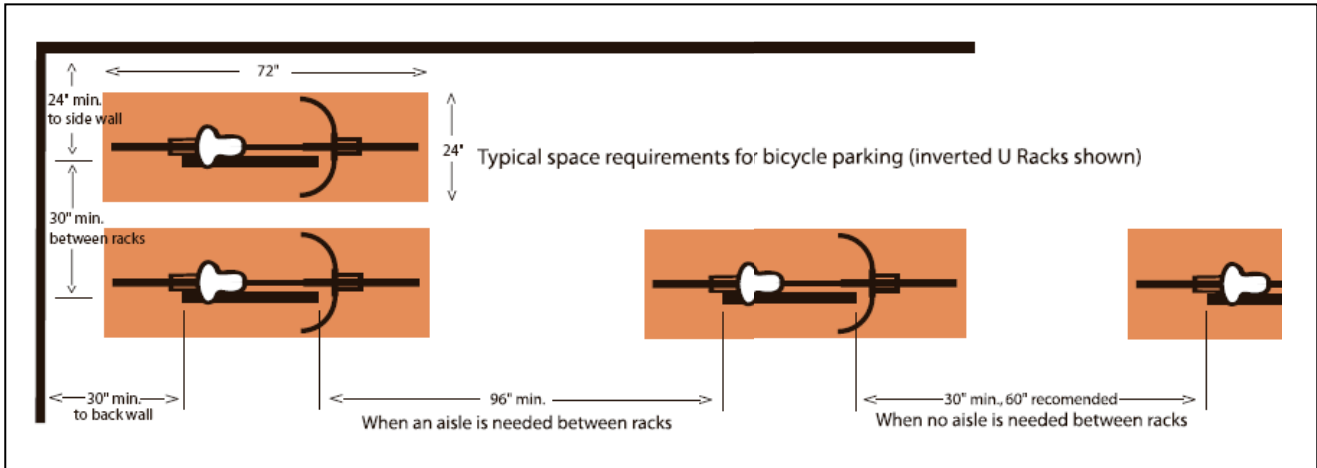 72"
24" min.
to side wall
24"
Typical space requirements for bicycle parking (inverted U Racks shown)
30" min.
between racks
30" min.
to back wall
96" min.
When an aisle is needed between racks
30" min., 60" recomended
When no aisle is needed between racks